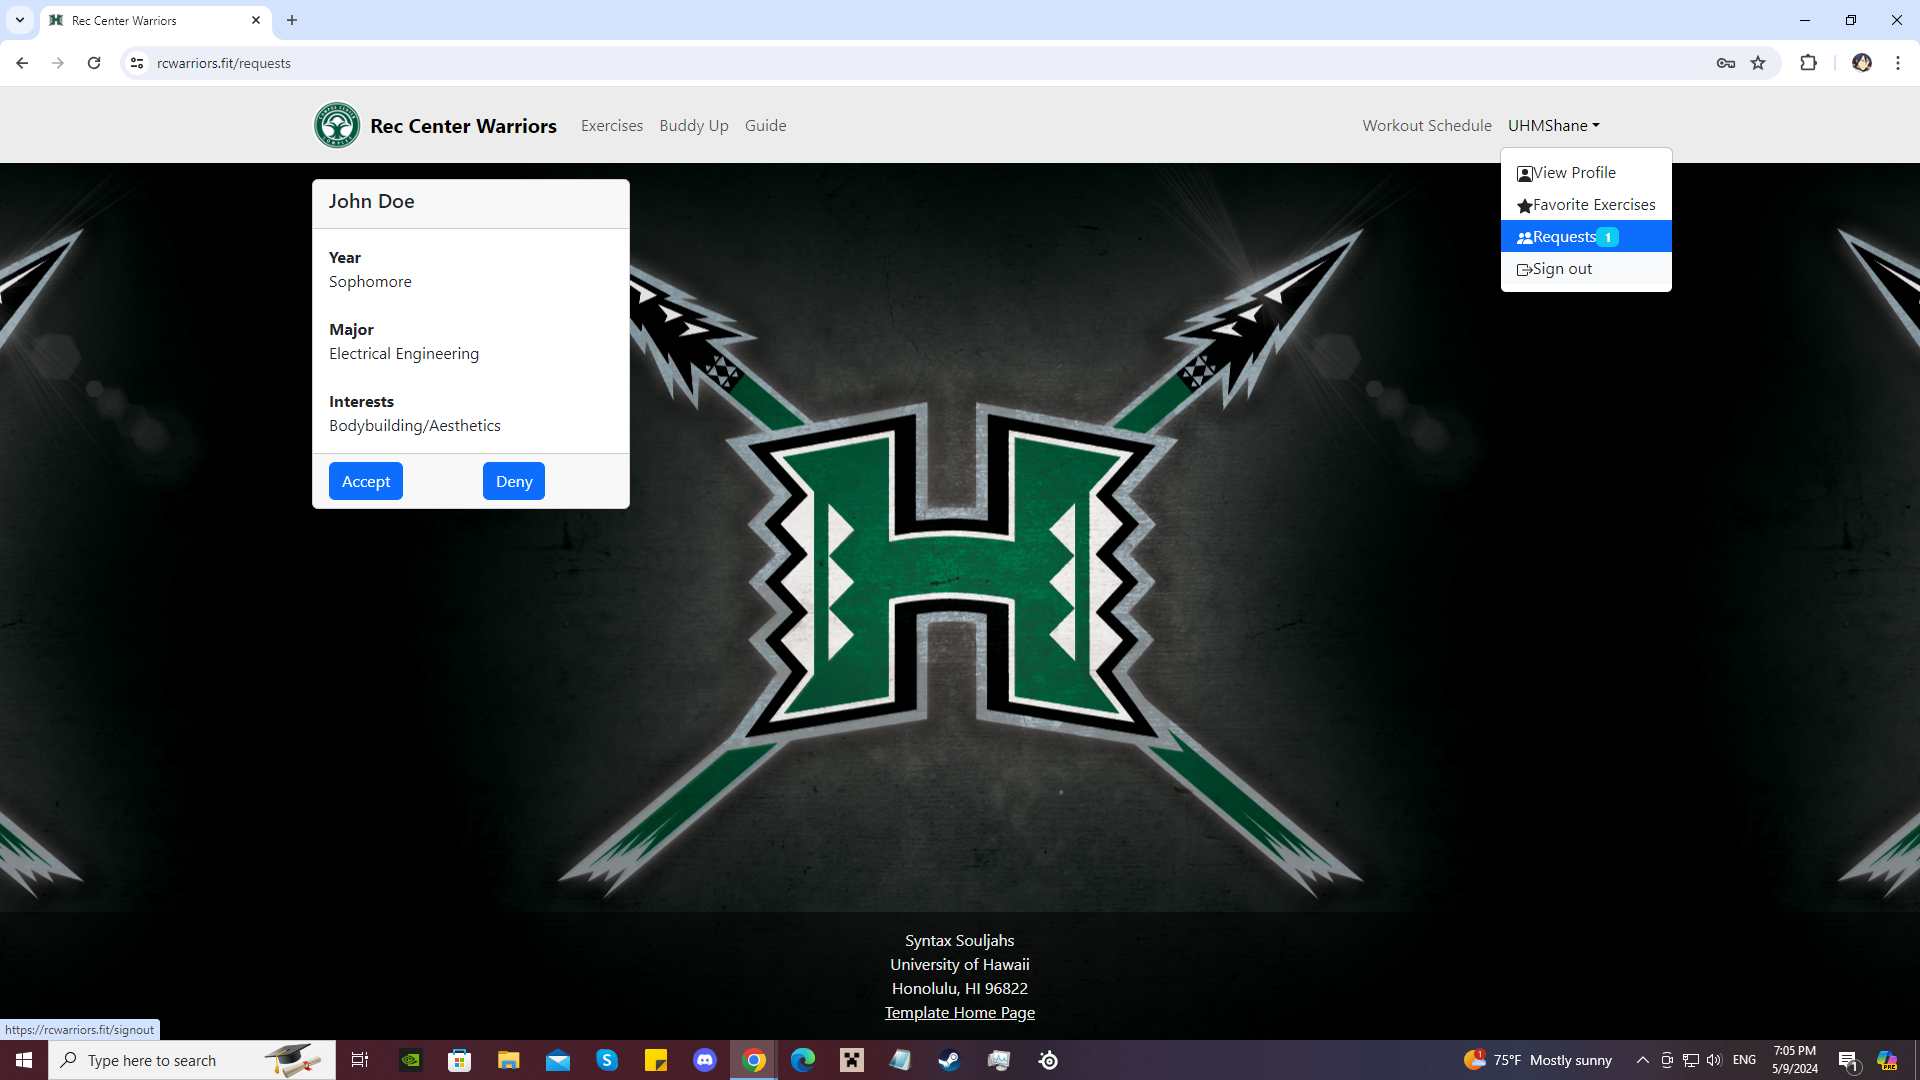 Rec Center Warriors
rcwarriors.fit/requests
Rec Center Warriors Exercises Buddy Up Guide Workout Schedule UHMShane
View Profile
Favorite Exercises
Requests 1
Sign out
John Doe
Year
Sophomore
Major
Electrical Engineering
Interests
Bodybuilding/Aesthetics
Accept Deny
H
Syntax Souljahs
University of Hawaii
Honolulu, HI 96822
Template Home Page
https://rcwarriors.fit/signout
Type here to search
1 75°F Mostly sunny ENG
7:05 PM
5/9/2024
1
PRE